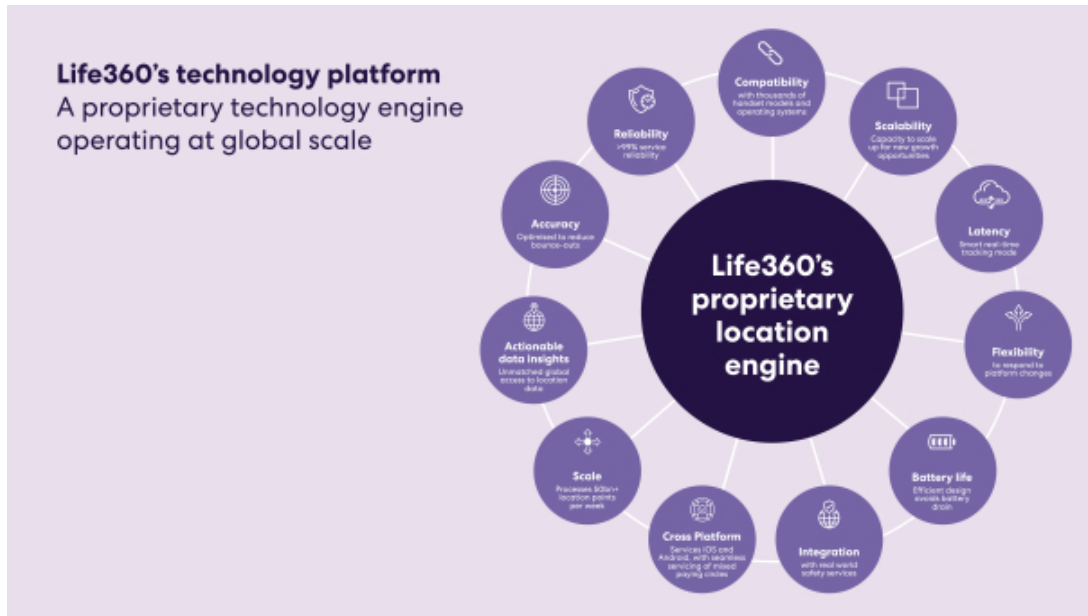 Life360's technology platform
A proprietary technology engine
operating at global scale
Compatibility
with thousands of
handset models and
operating systems
Scalability
Capacity to scale
up for new growth
opportunities
Latency
Smart real-time
tracking mode
Flexibility
to respond to
platform changes
Battery life
Efficient design
avoids battery
drain
Integration
with real world
safety services
Cross Platform
Services iOS and
Android, with seamless
servicing of mixed
paying circles
Scale
Processes 50bn+
location points
per week
Actionable
data insights
Unmatched global
access to location
data
Accuracy
Optimised to reduce
bounce-outs
Reliability
>99% service
reliability
Life360's
proprietary
location
engine